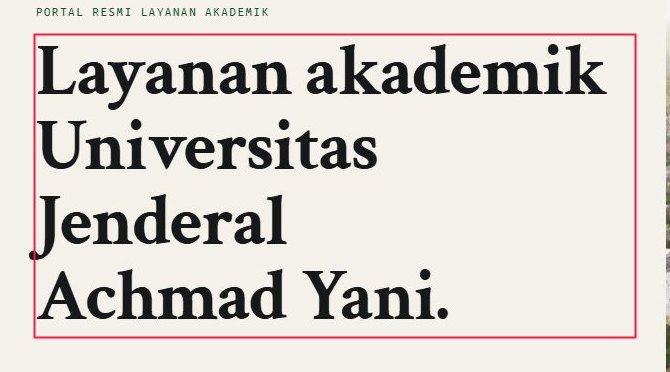 PORTAL RESMI LAYANAN AKADEMIK
Layanan akademik
Universitas
Jenderal
Achmad Yani.